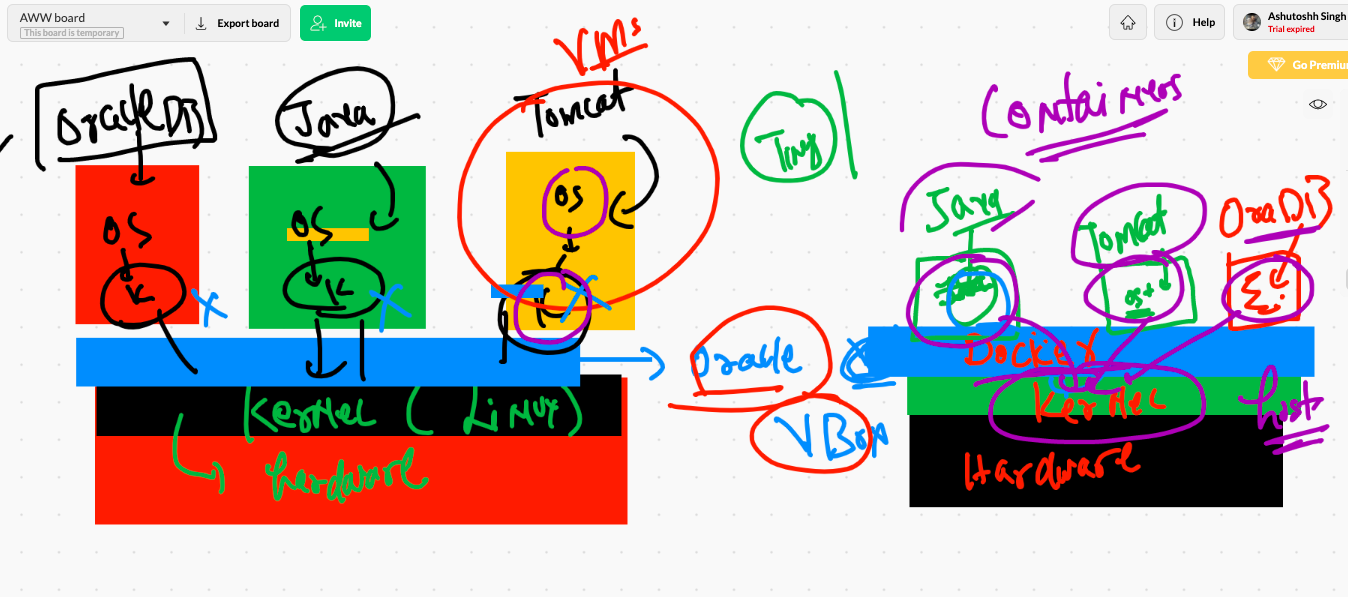 AWW board
This board is temporary
Export board
Invite
Help
Ashutoshh Singh
Trial expired
Go Premium
VMs
OracleDB
Java
Tomcat
OS
K
OS
K
OS
K
Tiny
Kernel ( Linux )
hardware
Oracle
VBox
Containers
Java
Tomcat
OraDB
OS+
Docker
Kernel
host
Hardware